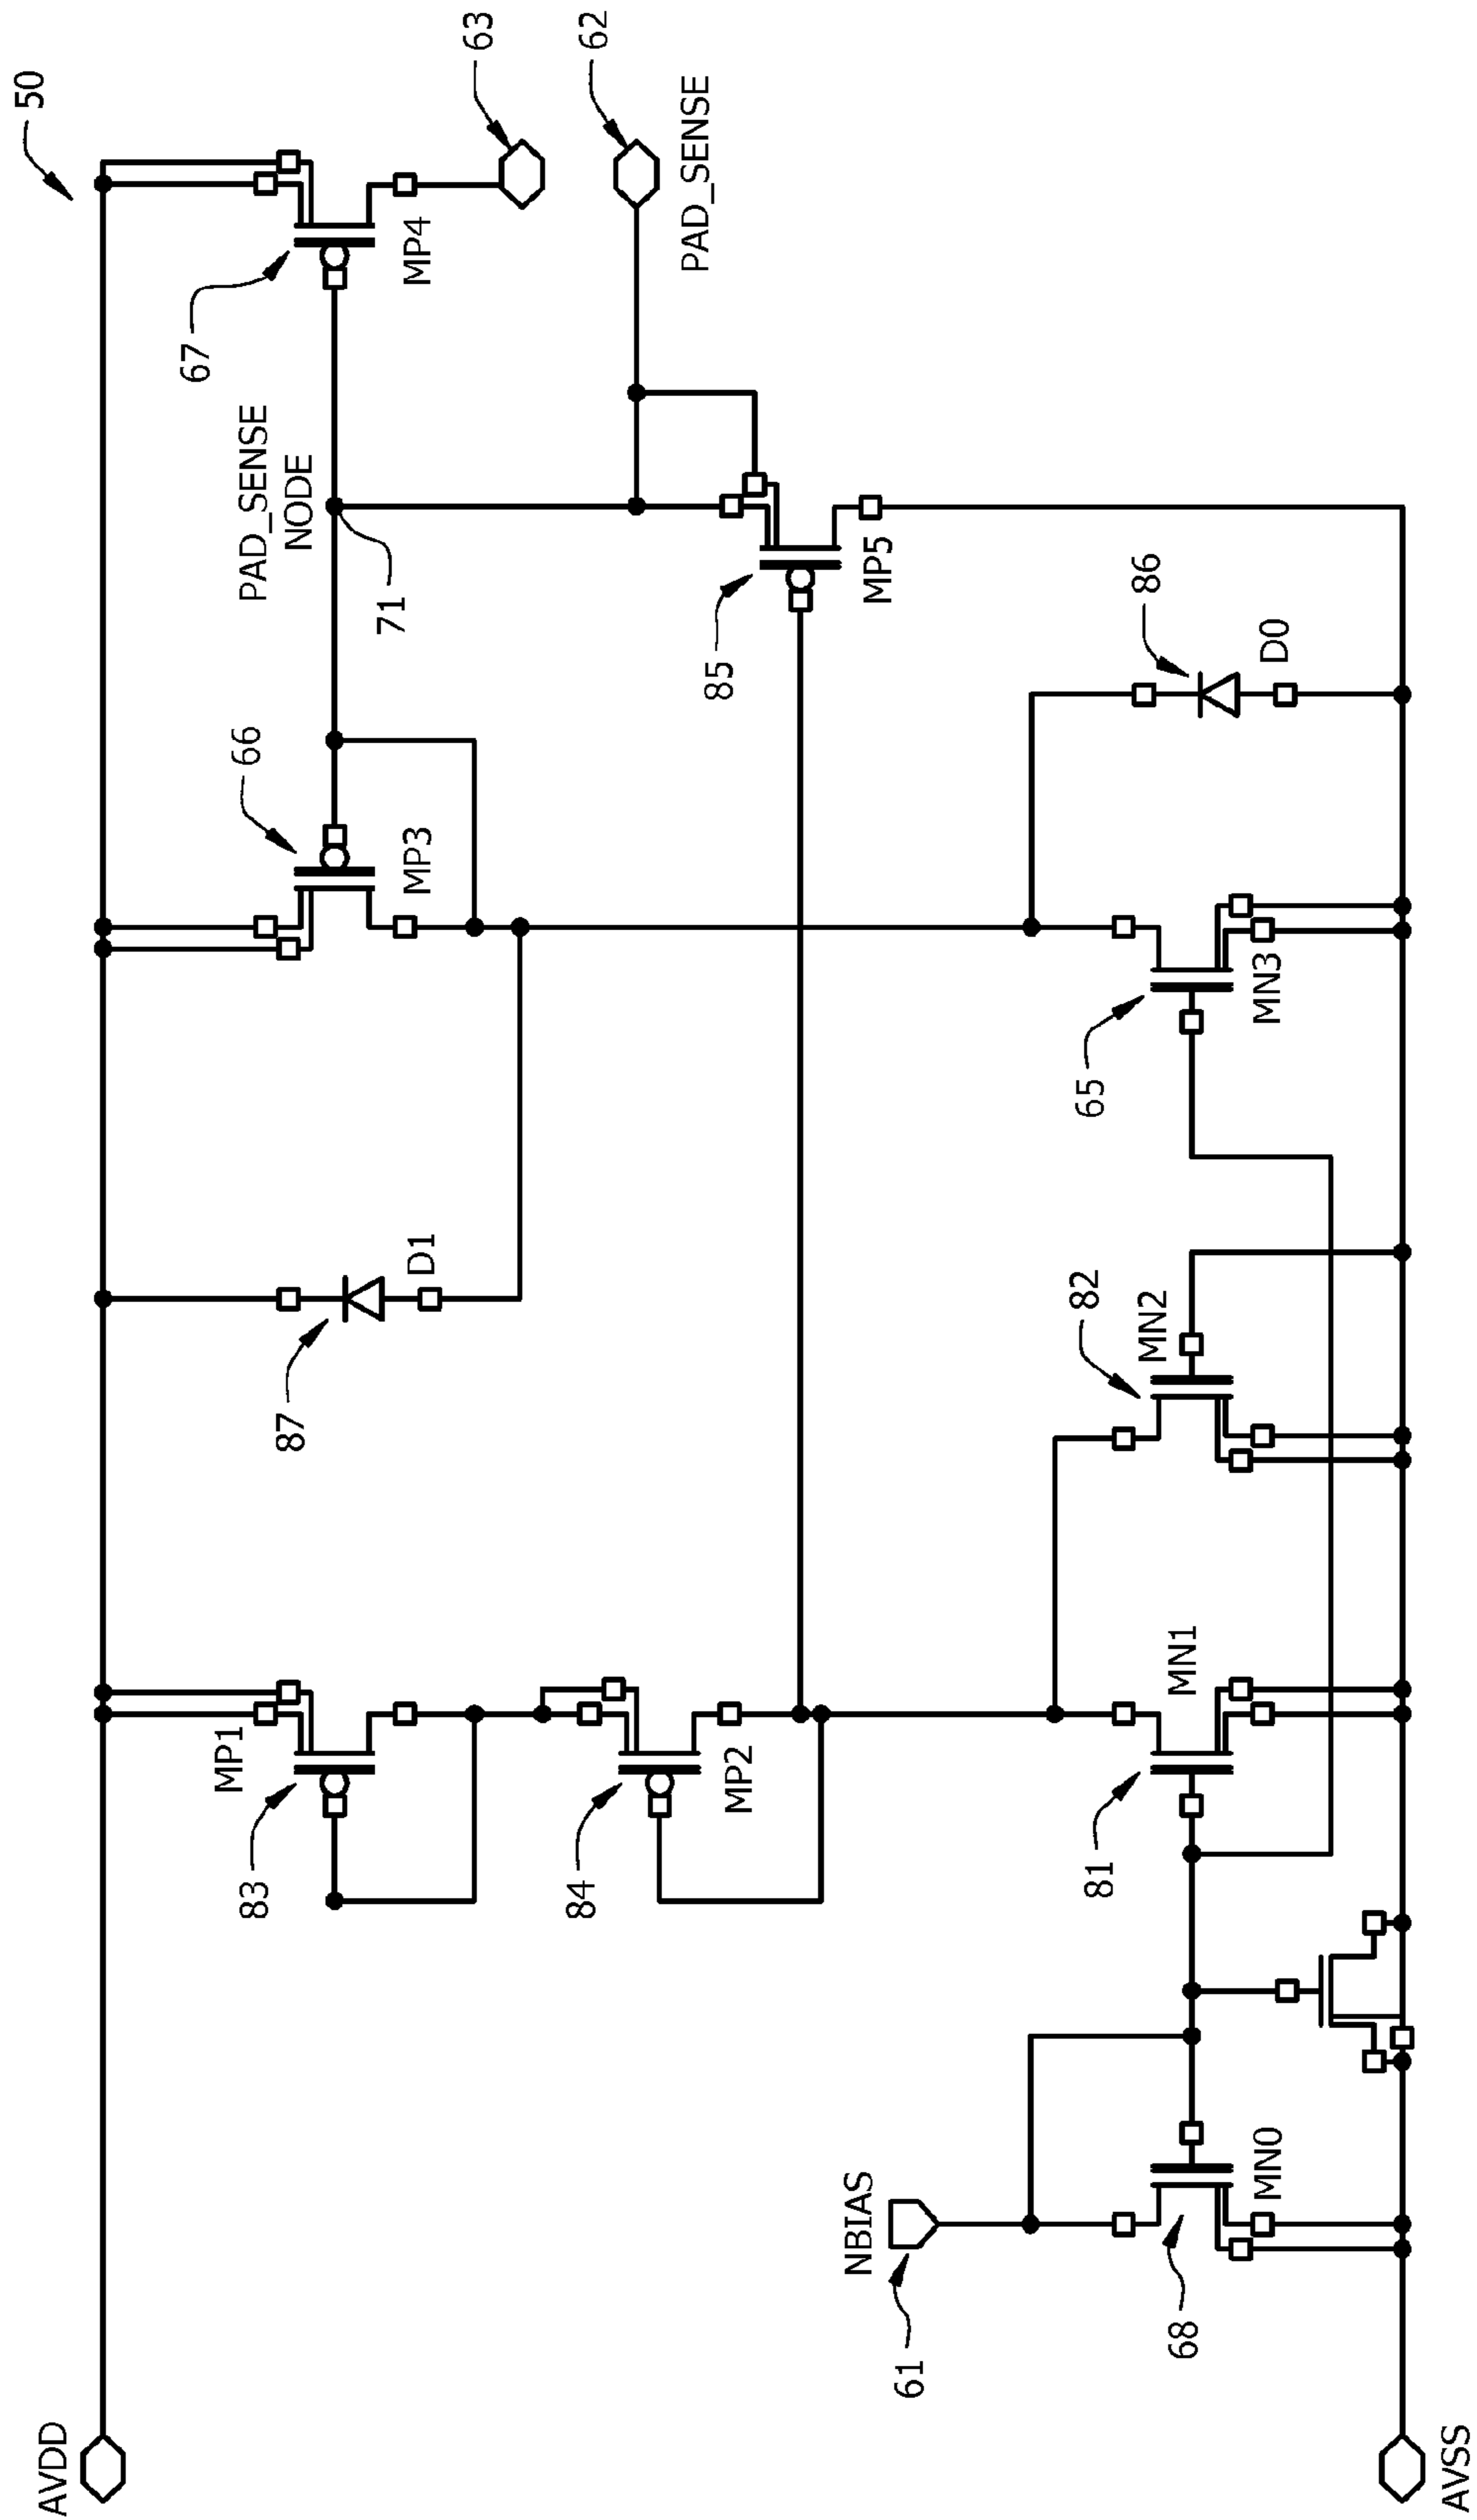 50
AVDD
67
MP4
63
62
PAD_SENSE
PAD_SENSE
NODE
71
66
MP3
85
MP5
86
D0
65
MN3
87
D1
82
MN2
83
MP1
84
MP2
81
MN1
NBIAS
61
68
MN0
AVSS